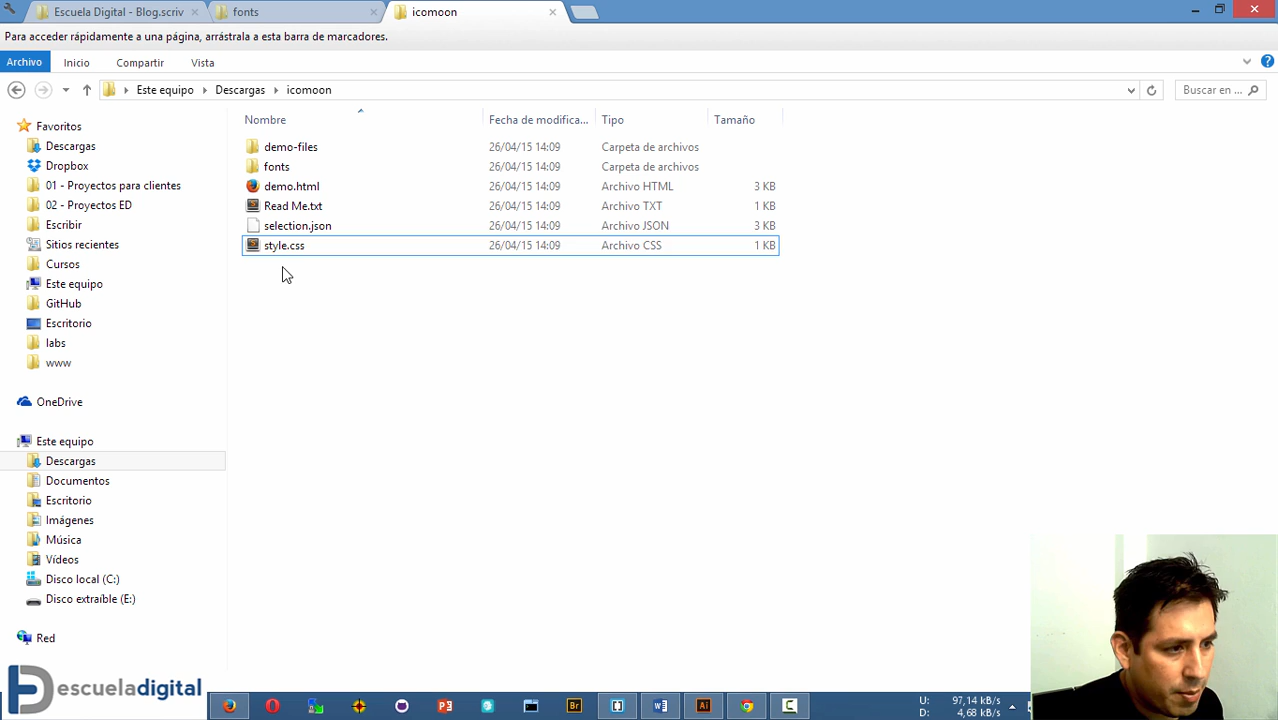 Escuela Digital - Blog.scriv
fonts
icomoon
Para acceder rápidamente a una página, arrástrala a esta barra de marcadores.
Archivo Inicio Compartir Vista
Este equipo Descargas icomoon
Buscar en ...
Nombre Fecha de modifica... Tipo Tamaño
demo-files 26/04/15 14:09 Carpeta de archivos
fonts 26/04/15 14:09 Carpeta de archivos
demo.html 26/04/15 14:09 Archivo HTML 3 KB
Read Me.txt 26/04/15 14:09 Archivo TXT 1 KB
selection.json 26/04/15 14:09 Archivo JSON 3 KB
style.css 26/04/15 14:09 Archivo CSS 1 KB
Favoritos
Descargas
Dropbox
01 - Proyectos para clientes
02 - Proyectos ED
Escribir
Sitios recientes
Cursos
Este equipo
GitHub
Escritorio
labs
www
OneDrive
Este equipo
Descargas
Documentos
Escritorio
Imágenes
Música
Vídeos
Disco local (C:)
Disco extraíble (E:)
Red
escueladigital
Br
Ai
U: 97,14 kB/s
D: 4,68 kB/s